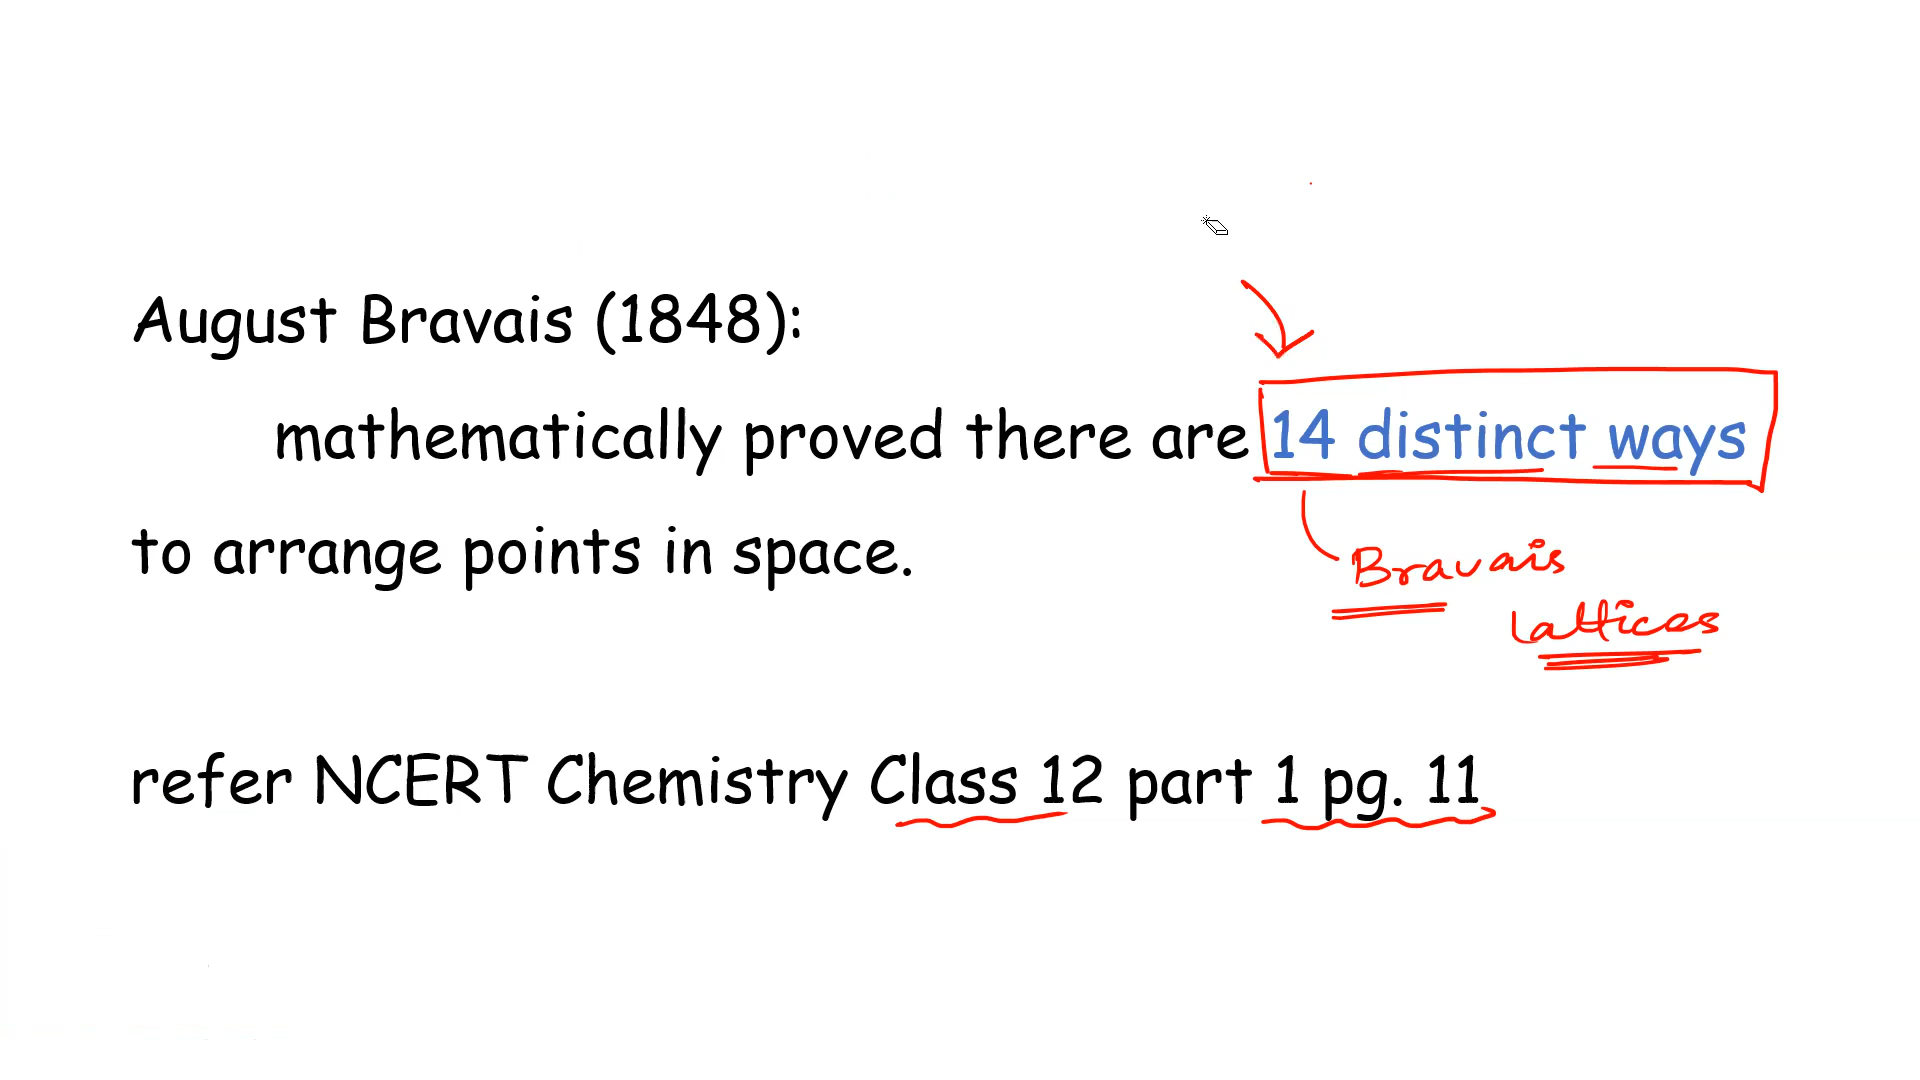 August Bravais (1848):
mathematically proved there are 14 distinct ways
to arrange points in space.
Bravais
lattices
refer NCERT Chemistry Class 12 part 1 pg. 11